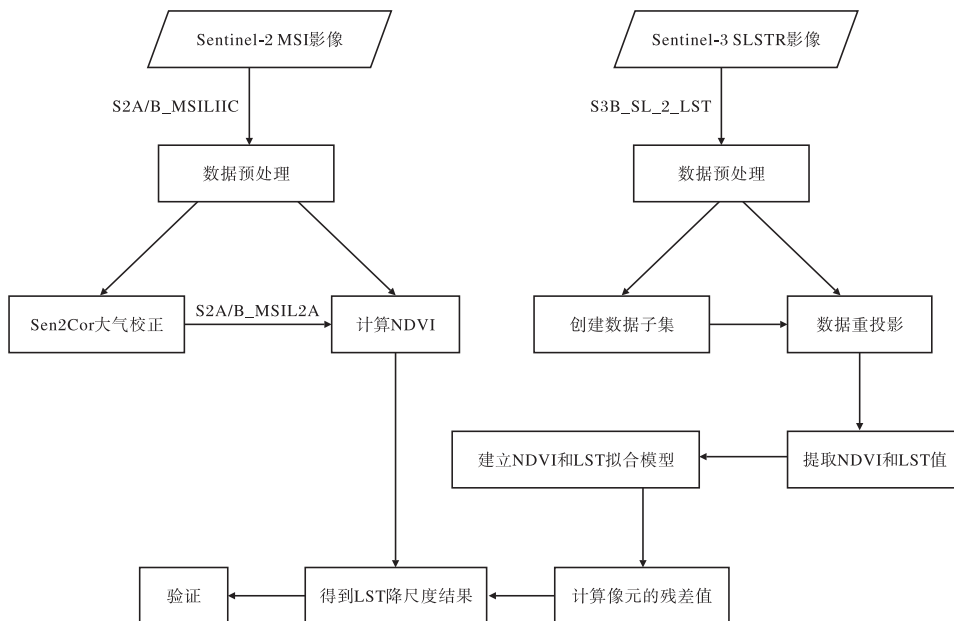 Sentinel-2 MSI影像
Sentinel-3 SLSTR影像
S2A/B_MSILIIC
S3B_SL_2_LST
数据预处理
数据预处理
Sen2Cor大气校正
S2A/B_MSIL2A
计算NDVI
创建数据子集
数据重投影
建立NDVI和LST拟合模型
提取NDVI和LST值
验证
得到LST降尺度结果
计算像元的残差值